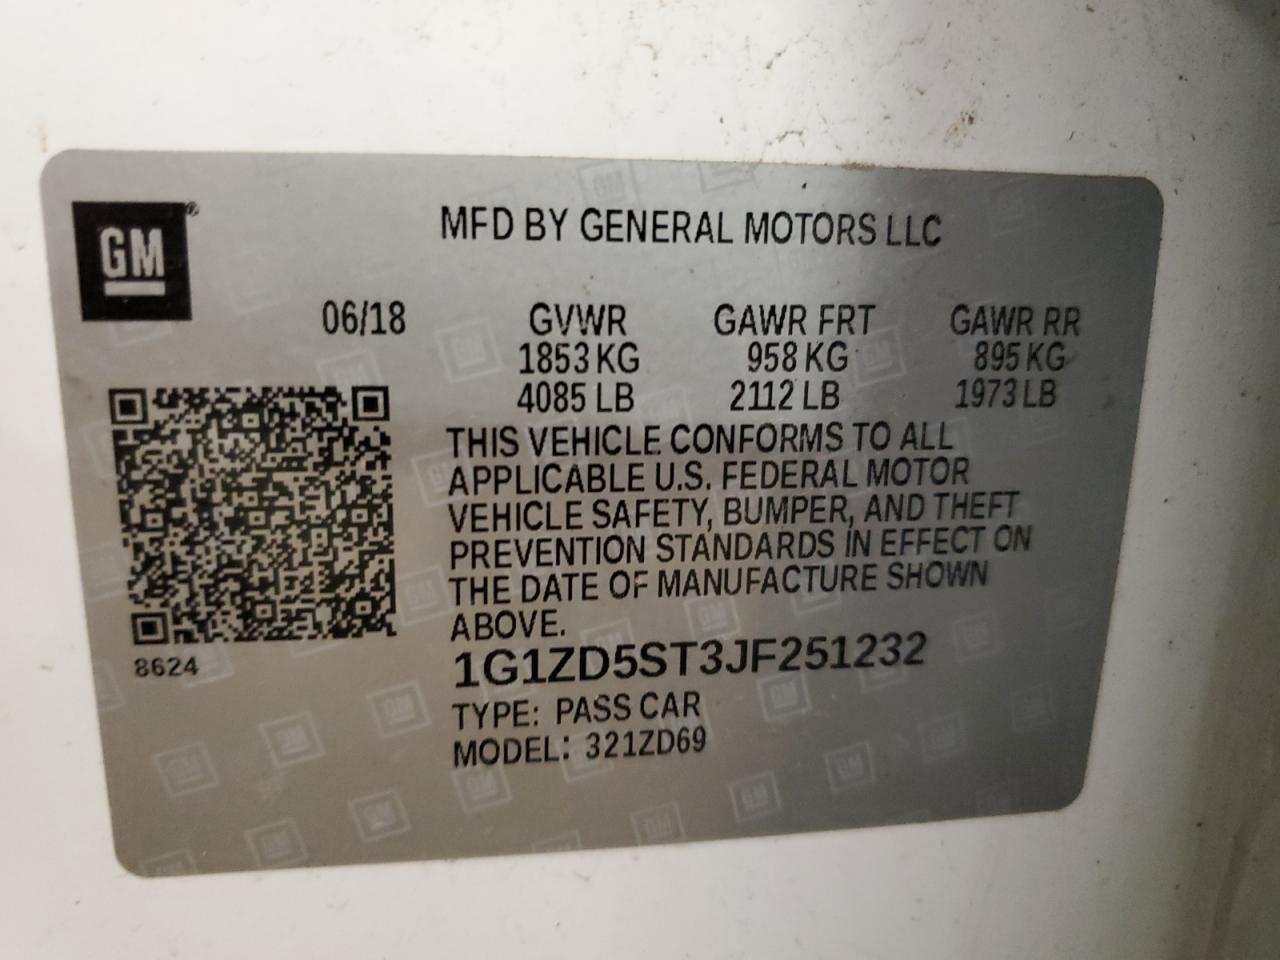 GM®
MFD BY GENERAL MOTORS LLC
06/18 GVWR GAWR FRT GAWR RR
1853 KG 958 KG 895 KG
4085 LB 2112 LB 1973 LB
THIS VEHICLE CONFORMS TO ALL
APPLICABLE U.S. FEDERAL MOTOR
VEHICLE SAFETY, BUMPER, AND THEFT
PREVENTION STANDARDS IN EFFECT ON
THE DATE OF MANUFACTURE SHOWN
ABOVE.
8624
1G1ZD5ST3JF251232
TYPE: PASS CAR
MODEL: 321ZD69